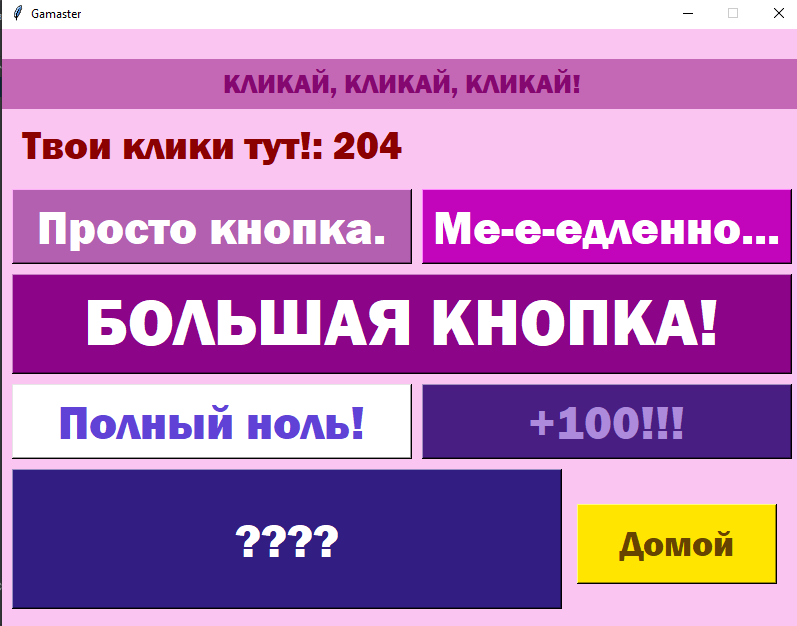 Gamaster
КЛИКАЙ, КЛИКАЙ, КЛИКАЙ!
Твои клики тут!: 204
Просто кнопка.
Ме-е-едленно...
БОЛЬШАЯ КНОПКА!
Полный ноль!
+100!!!
????
Домой